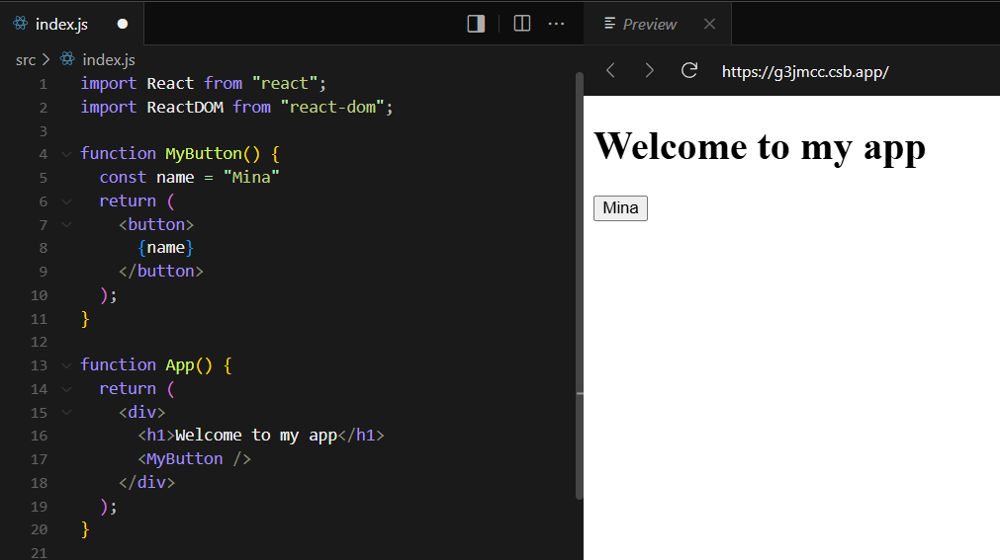 index.js
Preview
src > index.js
https://g3jmcc.csb.app/
1 import React from "react";
2 import ReactDOM from "react-dom";
3
4 function MyButton() {
5   const name = "Mina"
6   return (
7     <button>
8       {name}
9     </button>
10   );
11 }
12
13 function App() {
14   return (
15     <div>
16       <h1>Welcome to my app</h1>
17       <MyButton />
18     </div>
19   );
20 }
21
Welcome to my app
Mina